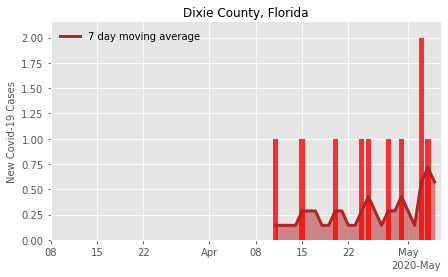 Dixie County, Florida
7 day moving average
New Covid-19 Cases
2.00
1.75
1.50
1.25
1.00
0.75
0.50
0.25
0.00
08 15 22 Apr 08 15 22 May
2020-May